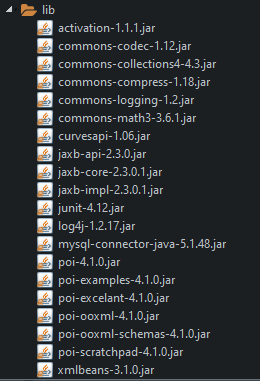 lib
activation-1.1.1.jar
commons-codec-1.12.jar
commons-collections4-4.3.jar
commons-compress-1.18.jar
commons-logging-1.2.jar
commons-math3-3.6.1.jar
curvesapi-1.06.jar
jaxb-api-2.3.0.jar
jaxb-core-2.3.0.1.jar
jaxb-impl-2.3.0.1.jar
junit-4.12.jar
log4j-1.2.17.jar
mysql-connector-java-5.1.48.jar
poi-4.1.0.jar
poi-examples-4.1.0.jar
poi-excelant-4.1.0.jar
poi-ooxml-4.1.0.jar
poi-ooxml-schemas-4.1.0.jar
poi-scratchpad-4.1.0.jar
xmlbeans-3.1.0.jar